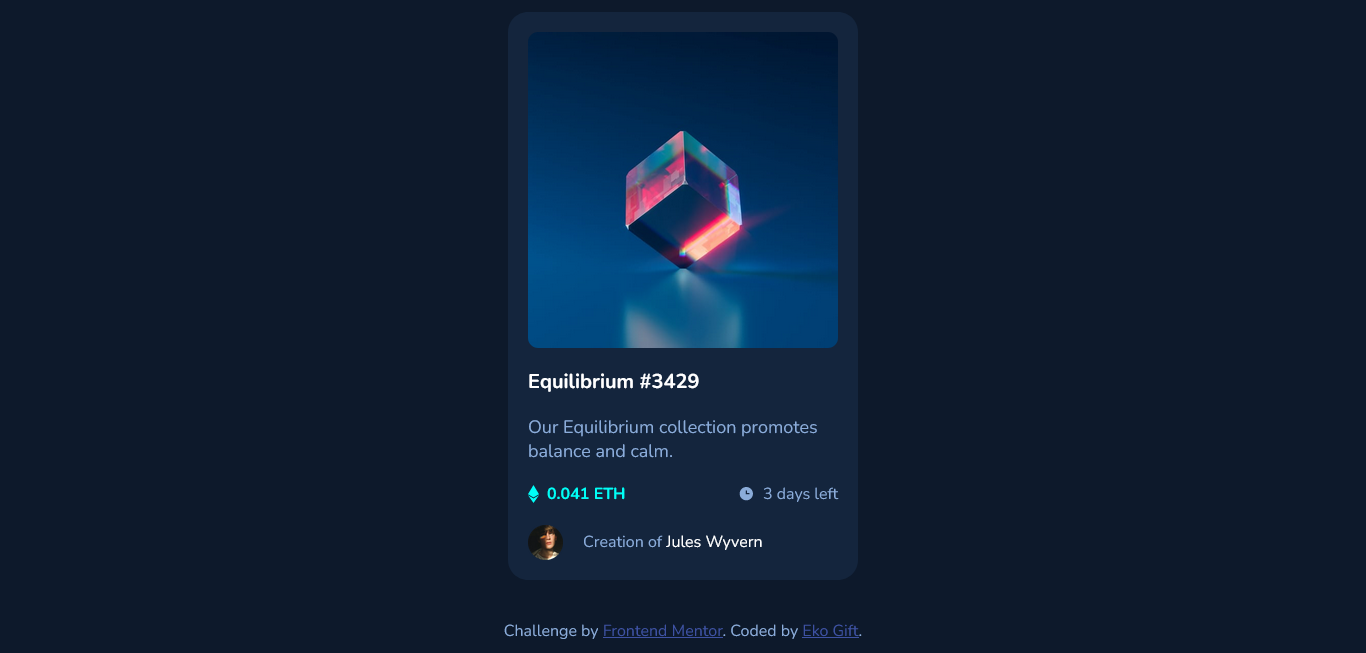 Equilibrium #3429
Our Equilibrium collection promotes
balance and calm.
0.041 ETH
3 days left
Creation of Jules Wyvern
Challenge by Frontend Mentor. Coded by Eko Gift.